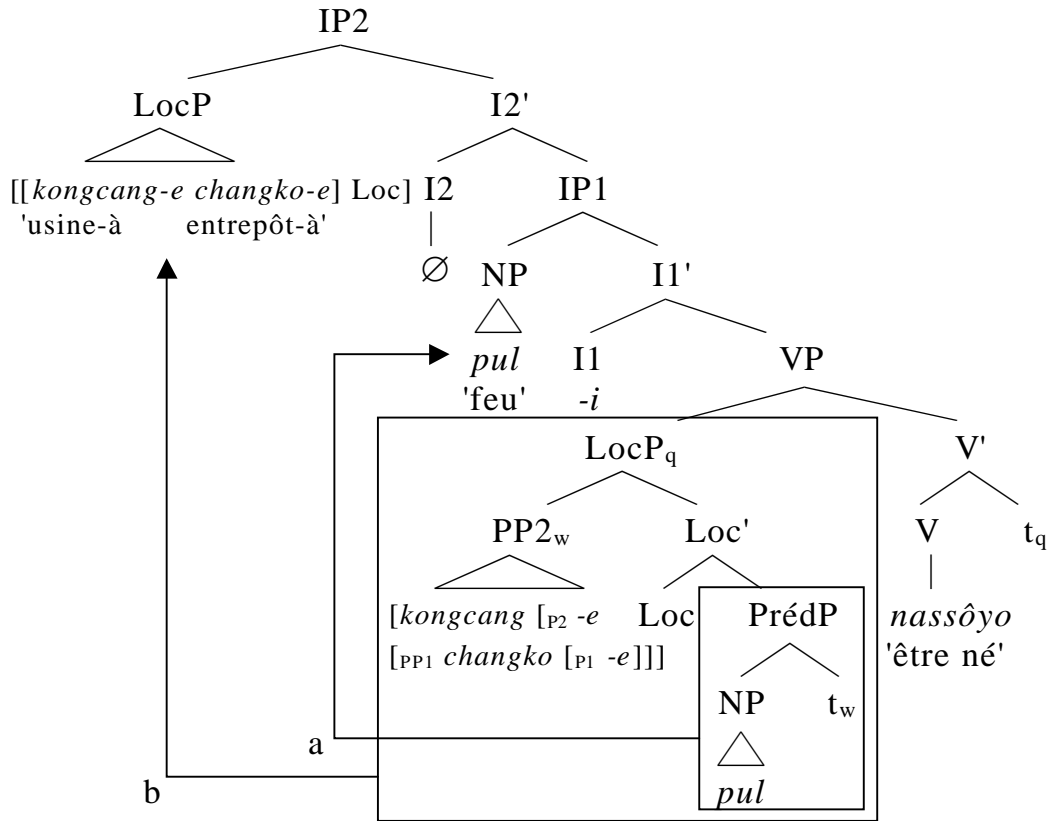 IP2
LocP I2'
[[kongcang-e changko-e] Loc] I2 IP1
'usine-à entrepôt-à'
∅ NP I1'
pul I1 VP
'feu' -i
LocPq V'
PP2w Loc' V tq
[kongcang [P2 -e Loc PrédP nassôyo
[PP1 changko [P1 -e]]] 'être né'
NP tw
a
b pul